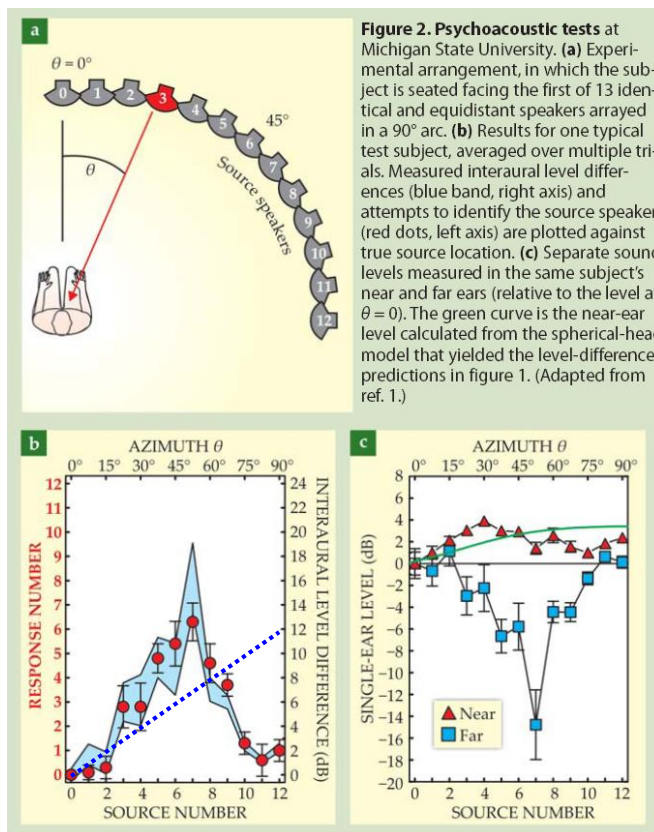 a
θ = 0°
0 1 2 3 4 5 6 7 8 9 10 11 12
45°
θ
Source speakers
Figure 2. Psychoacoustic tests at
Michigan State University. (a) Experi-
mental arrangement, in which the sub-
ject is seated facing the first of 13 iden-
tical and equidistant speakers arrayed
in a 90° arc. (b) Results for one typical
test subject, averaged over multiple tri-
als. Measured interaural level differ-
ences (blue band, right axis) and
attempts to identify the source speaker
(red dots, left axis) are plotted against
true source location. (c) Separate sound
levels measured in the same subject's
near and far ears (relative to the level at
θ = 0). The green curve is the near-ear
level calculated from the spherical-head
model that yielded the level-difference
predictions in figure 1. (Adapted from
ref. 1.)
b
AZIMUTH θ
0° 15° 30° 45° 60° 75° 90°
RESPONSE NUMBER
12
11
10
9
8
7
6
5
4
3
2
1
0
24
22
20
18
16
14
12
10
8
6
4
2
0
INTERAURAL LEVEL DIFFERENCE (dB)
0 2 4 6 8 10 12
SOURCE NUMBER
c
AZIMUTH θ
0° 15° 30° 45° 60° 75° 90°
SINGLE-EAR LEVEL (dB)
8
6
4
2
0
−2
−4
−6
−8
−10
−12
−14
−16
−18
−20
Near
Far
0 2 4 6 8 10 12
SOURCE NUMBER